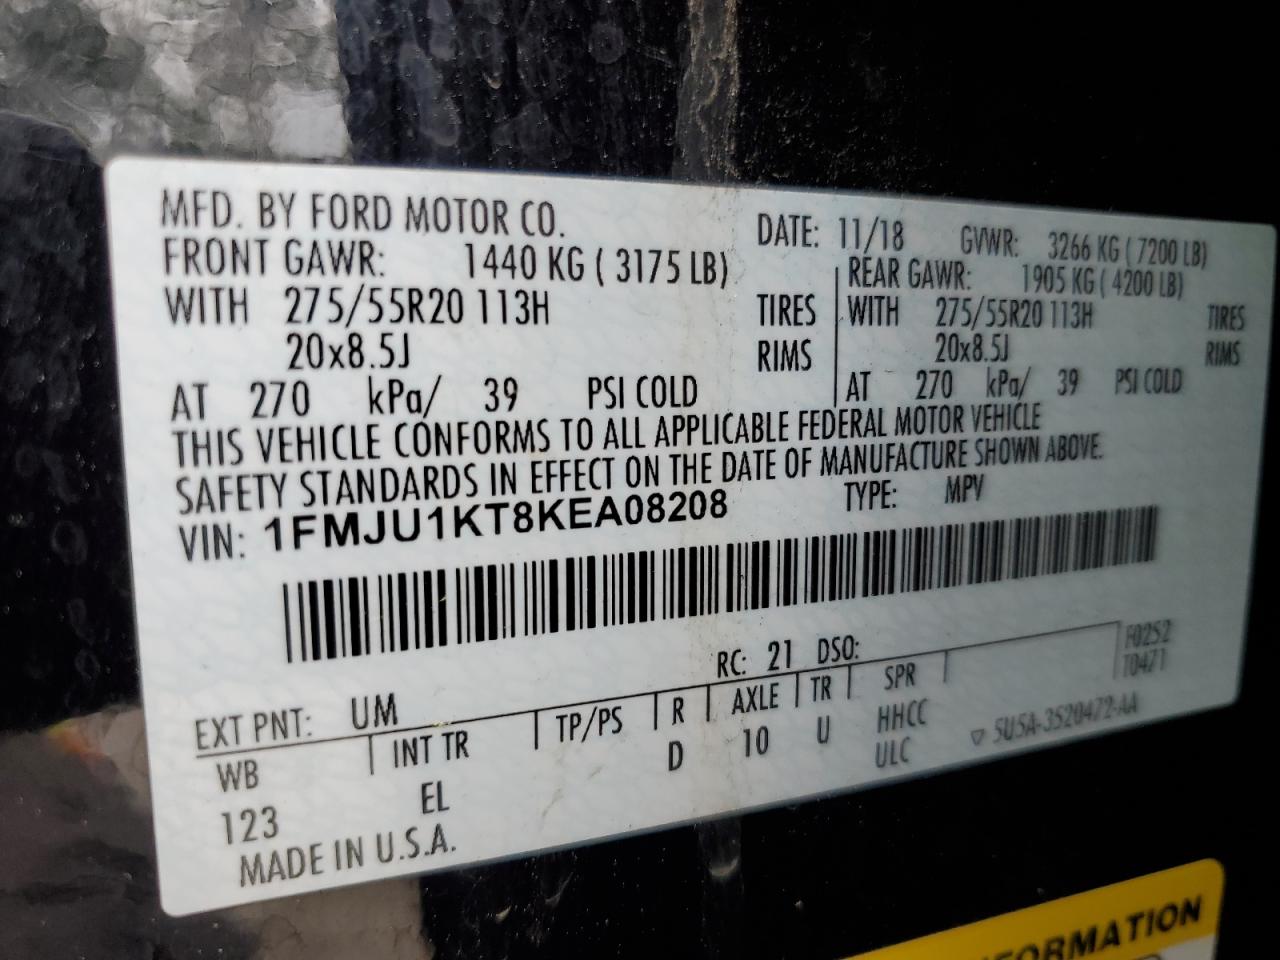 MFD. BY FORD MOTOR CO. DATE: 11/18 GVWR: 3266 KG ( 7200 LB)
FRONT GAWR: 1440 KG ( 3175 LB) REAR GAWR: 1905 KG ( 4200 LB)
WITH 275/55R20 113H TIRES WITH 275/55R20 113H TIRES
20x8.5J RIMS 20x8.5J RIMS
AT 270 kPa/ 39 PSI COLD AT 270 kPa/ 39 PSI COLD
THIS VEHICLE CONFORMS TO ALL APPLICABLE FEDERAL MOTOR VEHICLE
SAFETY STANDARDS IN EFFECT ON THE DATE OF MANUFACTURE SHOWN ABOVE.
VIN: 1FMJU1KT8KEA08208 TYPE: MPV
F0252
EXT PNT: UM RC: 21 DSO: T0471
WB INT TR TP/PS R AXLE TR SPR
123 EL D 10 U HHCC
ULC ▽ 5U5A-3520472-AA
MADE IN U.S.A.
FORMATION